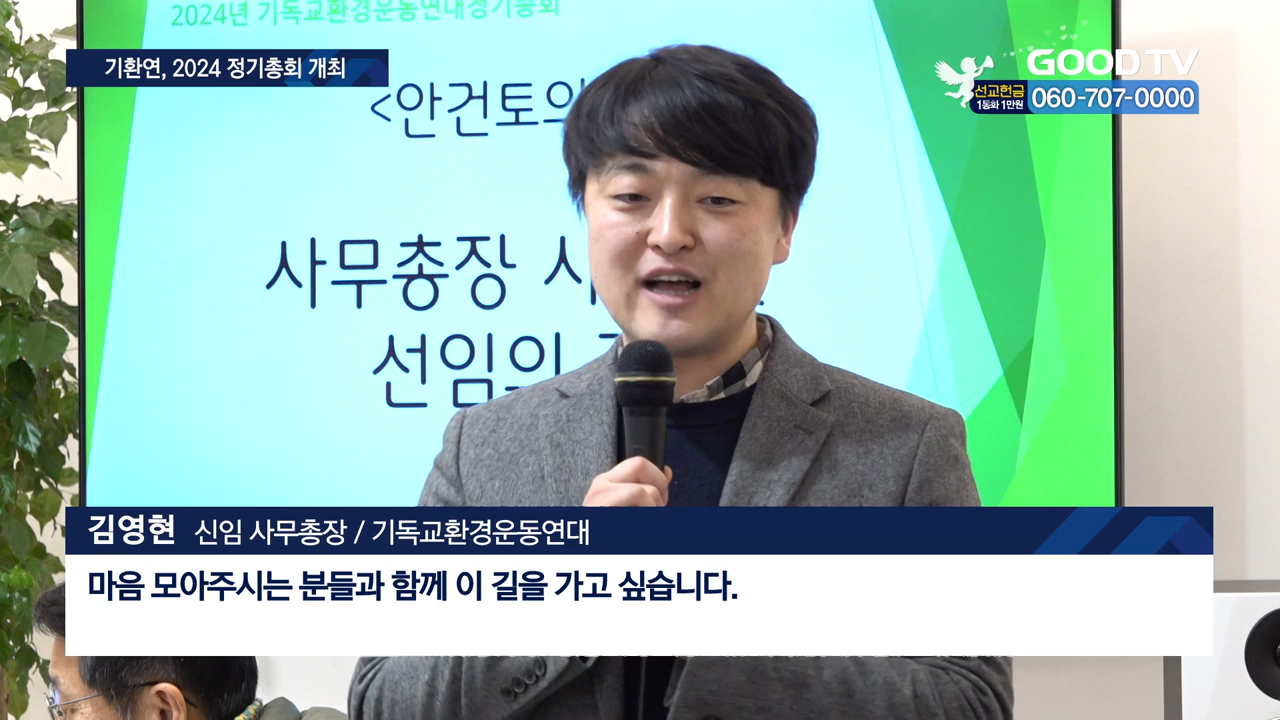 2024년 기독교환경운동연대정기총회
기환연, 2024 정기총회 개최
GOOD TV
선교헌금
1통화 1만원
060-707-0000
<안건토의
사무총장
선임의
김영현 신임 사무총장 / 기독교환경운동연대
마음 모아주시는 분들과 함께 이 길을 가고 싶습니다.